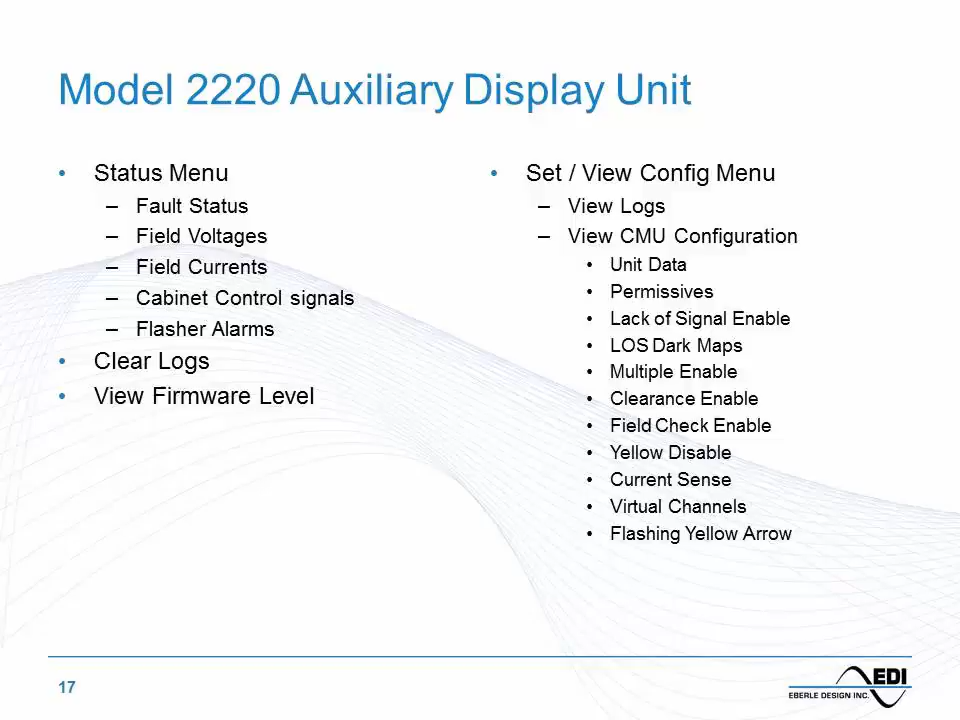 Model 2220 Auxiliary Display Unit
• Status Menu
– Fault Status
– Field Voltages
– Field Currents
– Cabinet Control signals
– Flasher Alarms
• Clear Logs
• View Firmware Level
• Set / View Config Menu
– View Logs
– View CMU Configuration
• Unit Data
• Permissives
• Lack of Signal Enable
• LOS Dark Maps
• Multiple Enable
• Clearance Enable
• Field Check Enable
• Yellow Disable
• Current Sense
• Virtual Channels
• Flashing Yellow Arrow
17
EDI
EBERLE DESIGN INC.